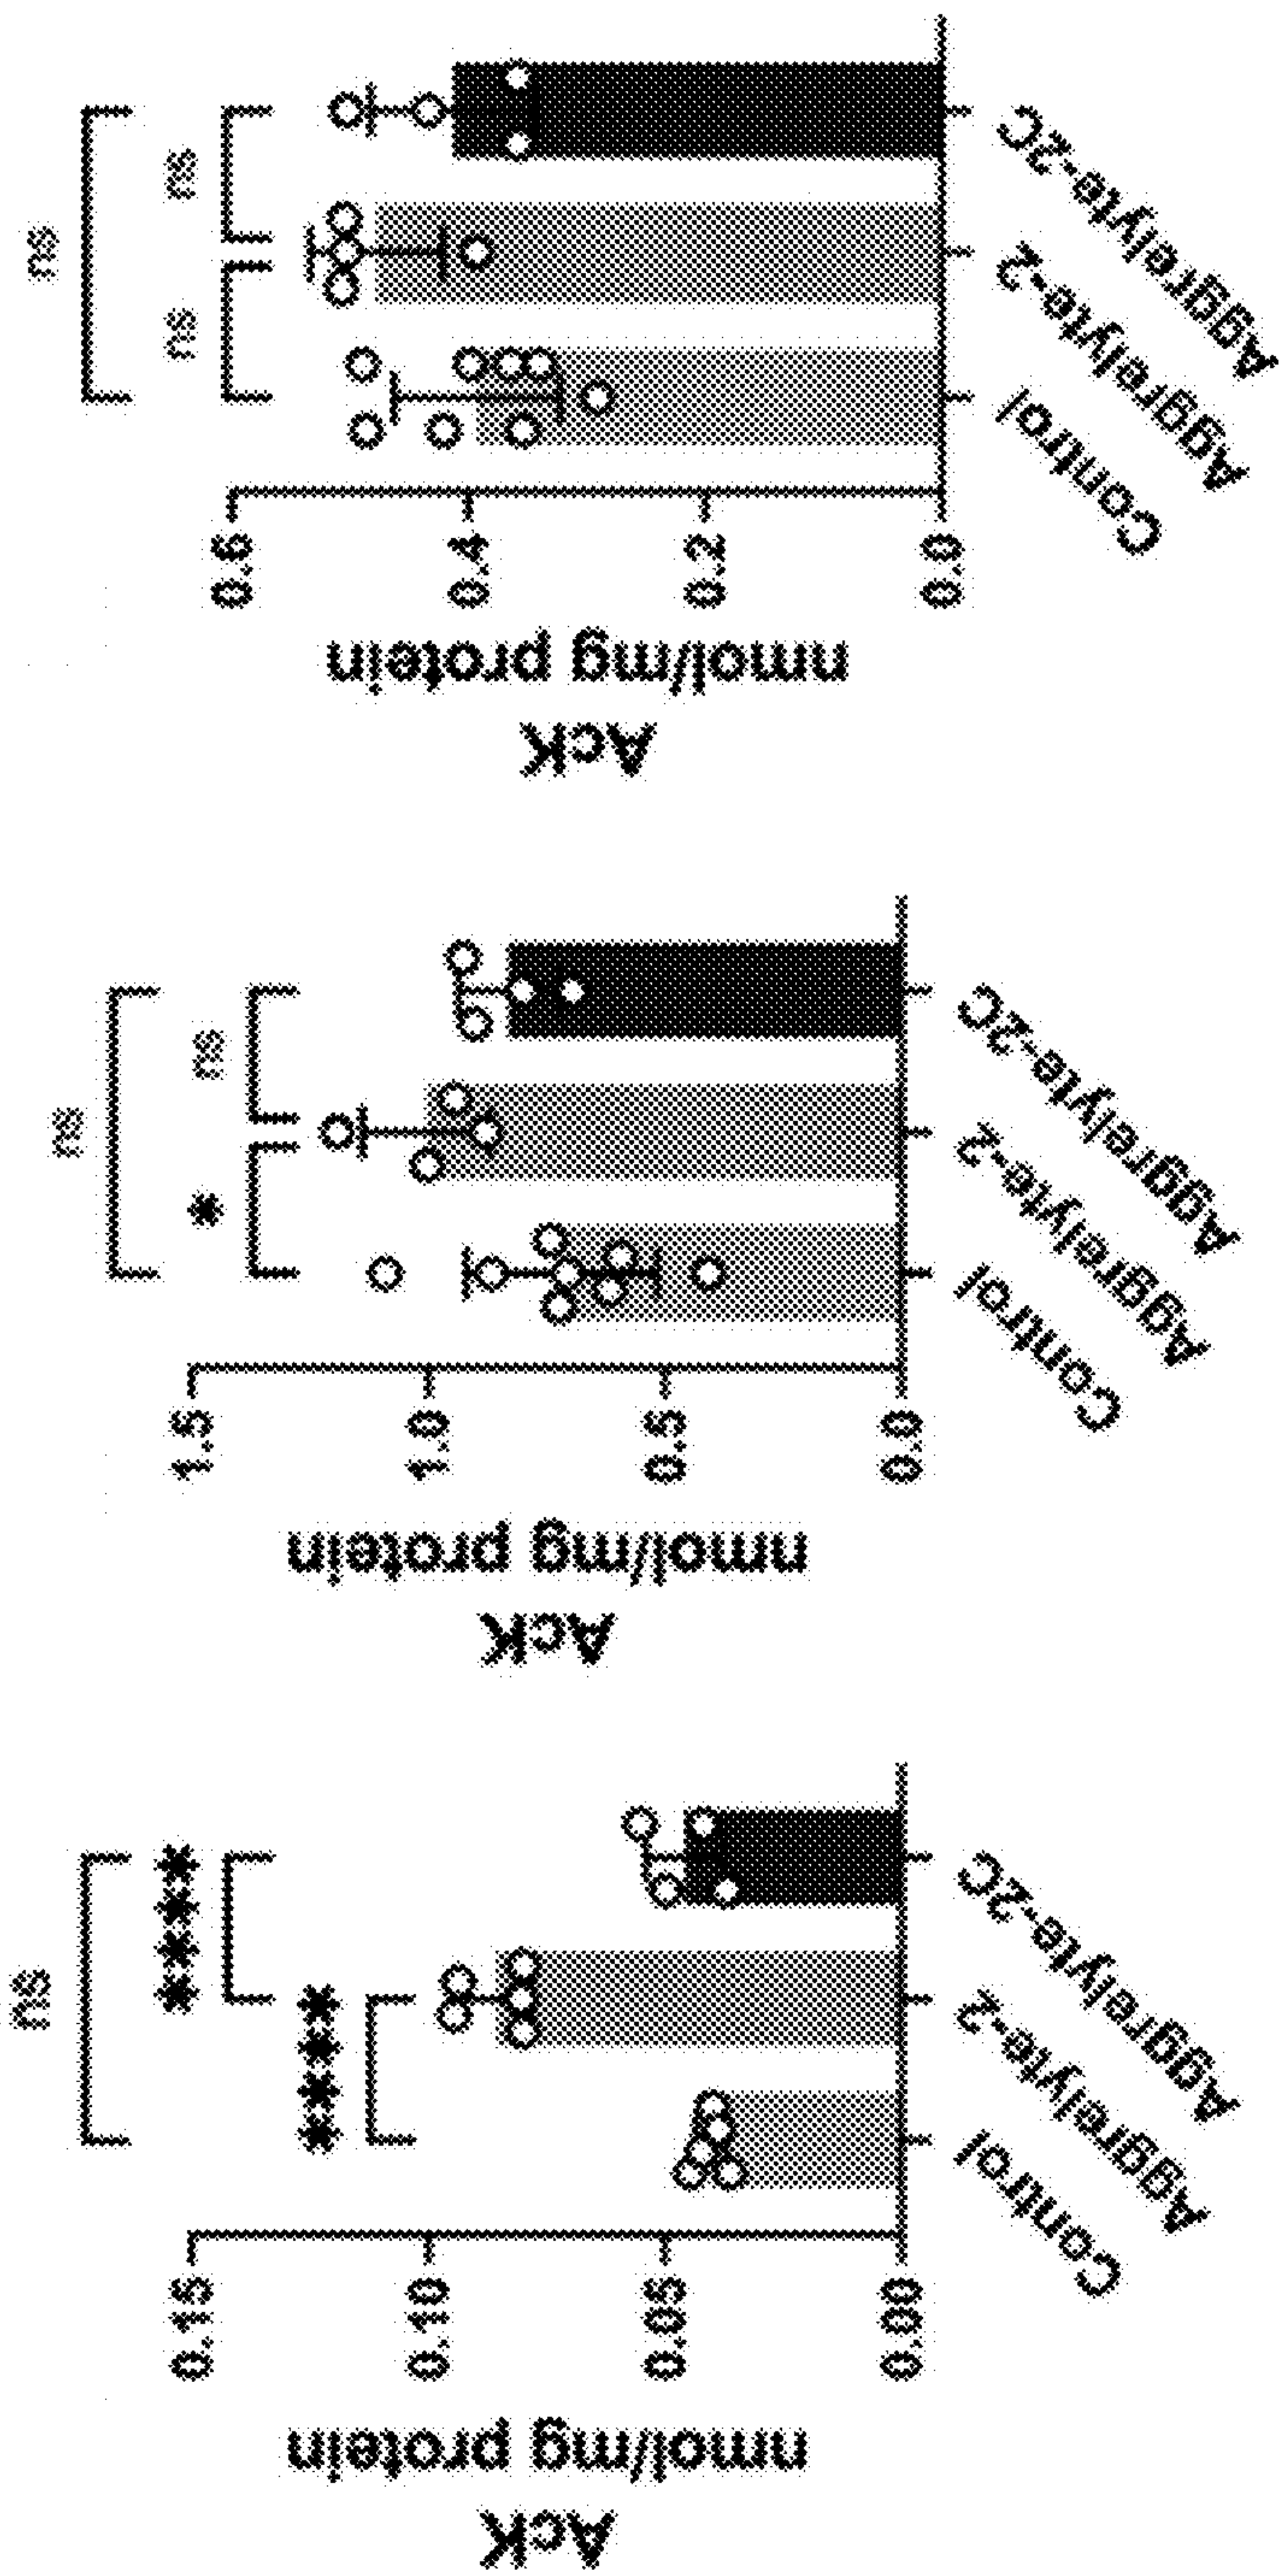 AcK
nmol/mg protein
0.15
0.10
0.05
0.00
ns
****
****
Control
Aggrelyte-2
Aggrelyte-2C
AcK
nmol/mg protein
1.5
1.0
0.5
0.0
ns
*
ns
Control
Aggrelyte-2
Aggrelyte-2C
AcK
nmol/mg protein
0.6
0.4
0.2
0.0
ns
ns
ns
Control
Aggrelyte-2
Aggrelyte-2C